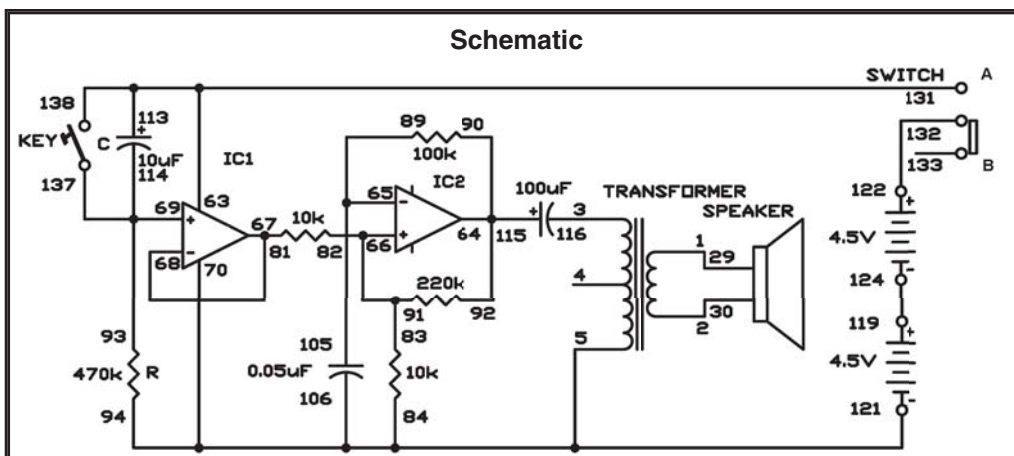 Schematic
SWITCH
A
131
138
113
+
KEY
C
10uF
114
IC1
89
90
100k
132
133
B
137
63
IC2
100uF
TRANSFORMER
SPEAKER
122
+
69
+
67
10k
65
-
+
3
1
29
4.5V
68
-
70
81
82
66
+
64
115
116
-
124
4
220k
91
92
30
2
119
+
93
83
5
470k
R
105
0.05uF
106
10k
4.5V
94
84
-
121